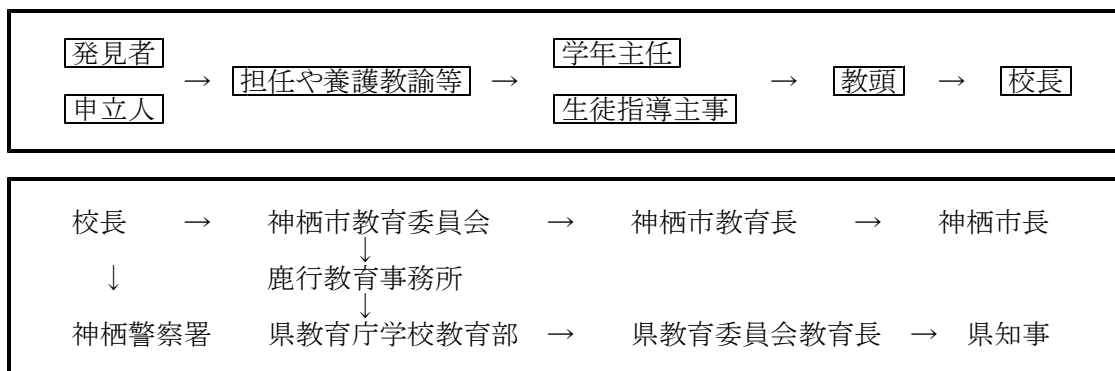 発見者 学年主任
→ 担任や養護教諭等 → → 教頭 → 校長
申立人 生徒指導主事
校長 → 神栖市教育委員会 → 神栖市教育長 → 神栖市長
↓
↓ 鹿行教育事務所
↓
神栖警察署 県教育庁学校教育部 → 県教育委員会教育長 → 県知事